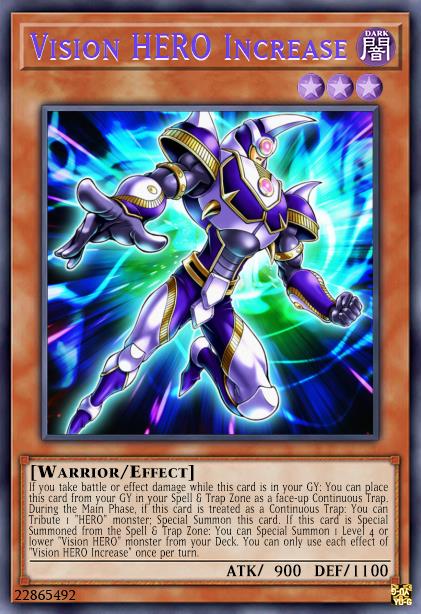 Vision HERO Increase
DARK
闇
[Warrior/Effect]
If you take battle or effect damage while this card is in your GY: You can place
this card from your GY in your Spell & Trap Zone as a face-up Continuous Trap.
During the Main Phase, if this card is treated as a Continuous Trap: You can
Tribute 1 "HERO" monster; Special Summon this card. If this card is Special
Summoned from the Spell & Trap Zone: You can Special Summon 1 Level 4 or
lower "Vision HERO" monster from your Deck. You can only use each effect of
"Vision HERO Increase" once per turn.
ATK/ 900 DEF/1100
22865492